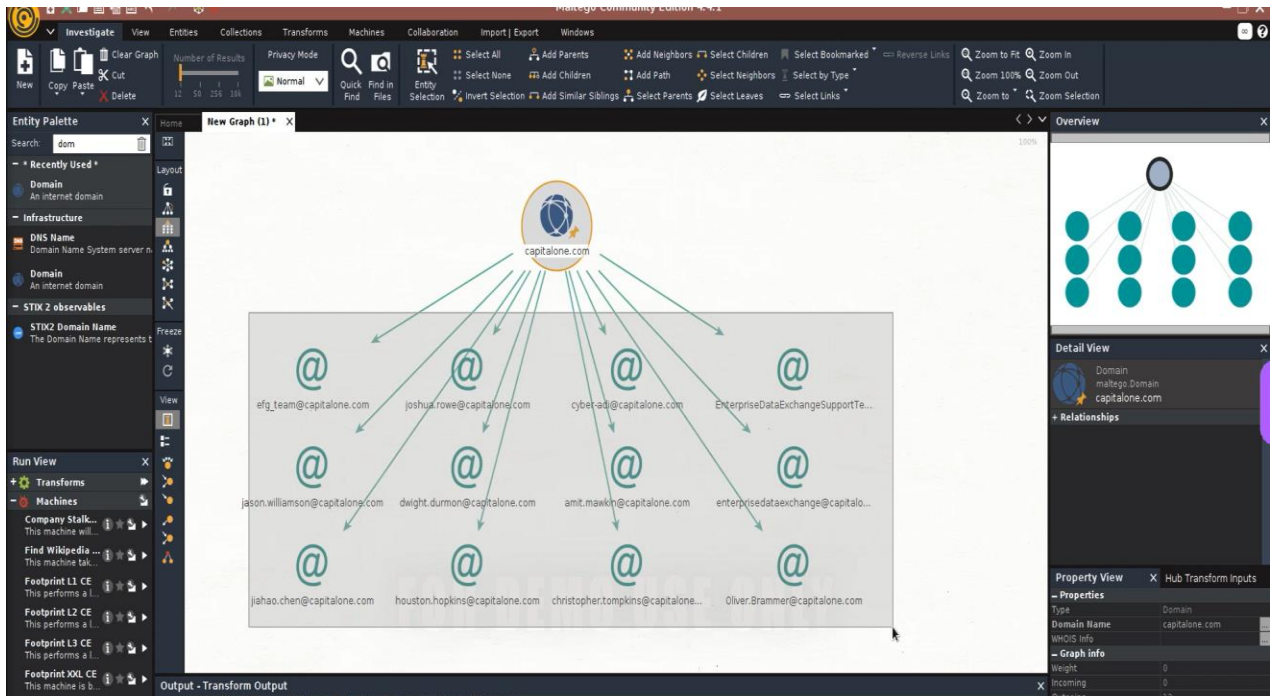 Maltego Community Edition 4.4.1
Investigate View Entities Collections Transforms Machines Collaboration Import | Export Windows
New
Copy Paste
Clear Graph
Cut
Delete
Number of Results
12 50 256 10k
Privacy Mode
Normal
Quick Find
Find in Files
Entity Selection
Select All
Select None
Invert Selection
Add Parents
Add Children
Add Similar Siblings
Add Neighbors
Add Path
Select Parents
Select Children
Select Neighbors
Select Leaves
Select Bookmarked
Select by Type
Select Links
Reverse Links
Zoom to Fit
Zoom 100%
Zoom to
Zoom In
Zoom Out
Zoom Selection
Entity Palette X
Search: dom
- * Recently Used *
Domain
An internet domain
- Infrastructure
DNS Name
Domain Name System server n
Domain
An internet domain
- STIX 2 observables
STIX2 Domain Name
The Domain Name represents t
Run View X
+ Transforms
- Machines
Company Stalk...
This machine will...
Find Wikipedia ...
This machine tak...
Footprint L1 CE
This performs a l...
Footprint L2 CE
This performs a l...
Footprint L3 CE
This performs a l...
Footprint XXL CE
This machine is b...
Home New Graph (1) * X
Layout
Freeze
View
100%
capitalone.com
@ @ @ @
efg_team@capitalone.com joshua.rowe@capitalone.com cyber-adi@capitalone.com EnterpriseDataExchangeSupportTe...
@ @ @ @
jason.williamson@capitalone.com dwight.durmon@capitalone.com amit.mawkin@capitalone.com enterprisedataexchange@capitalo...
@ @ @ @
jiahao.chen@capitalone.com houston.hopkins@capitalone.com christopher.tompkins@capitalone... Oliver.Brammer@capitalone.com
FOR DEMO USE ONLY
Output - Transform Output X
Overview X
Detail View X
Domain
maltego.Domain
capitalone.com
+ Relationships
Property View X Hub Transform Inputs
- Properties
Type Domain
Domain Name capitalone.com
WHOIS Info
- Graph info
Weight 0
Incoming 0